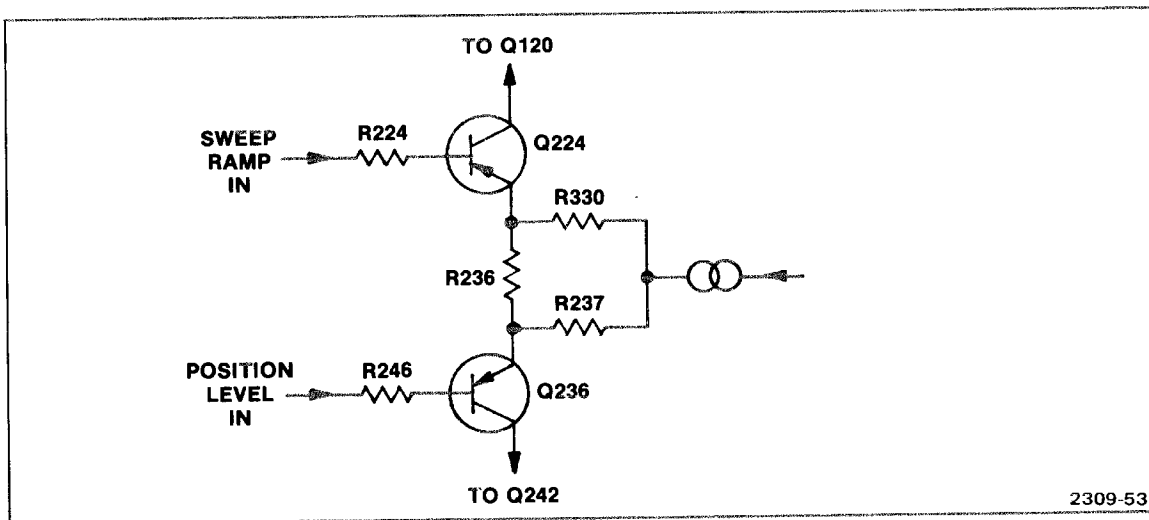 TO Q120
SWEEP
RAMP
IN
R224
Q224
R330
R236
R237
POSITION
LEVEL
IN
R246
Q236
TO Q242
2309-53